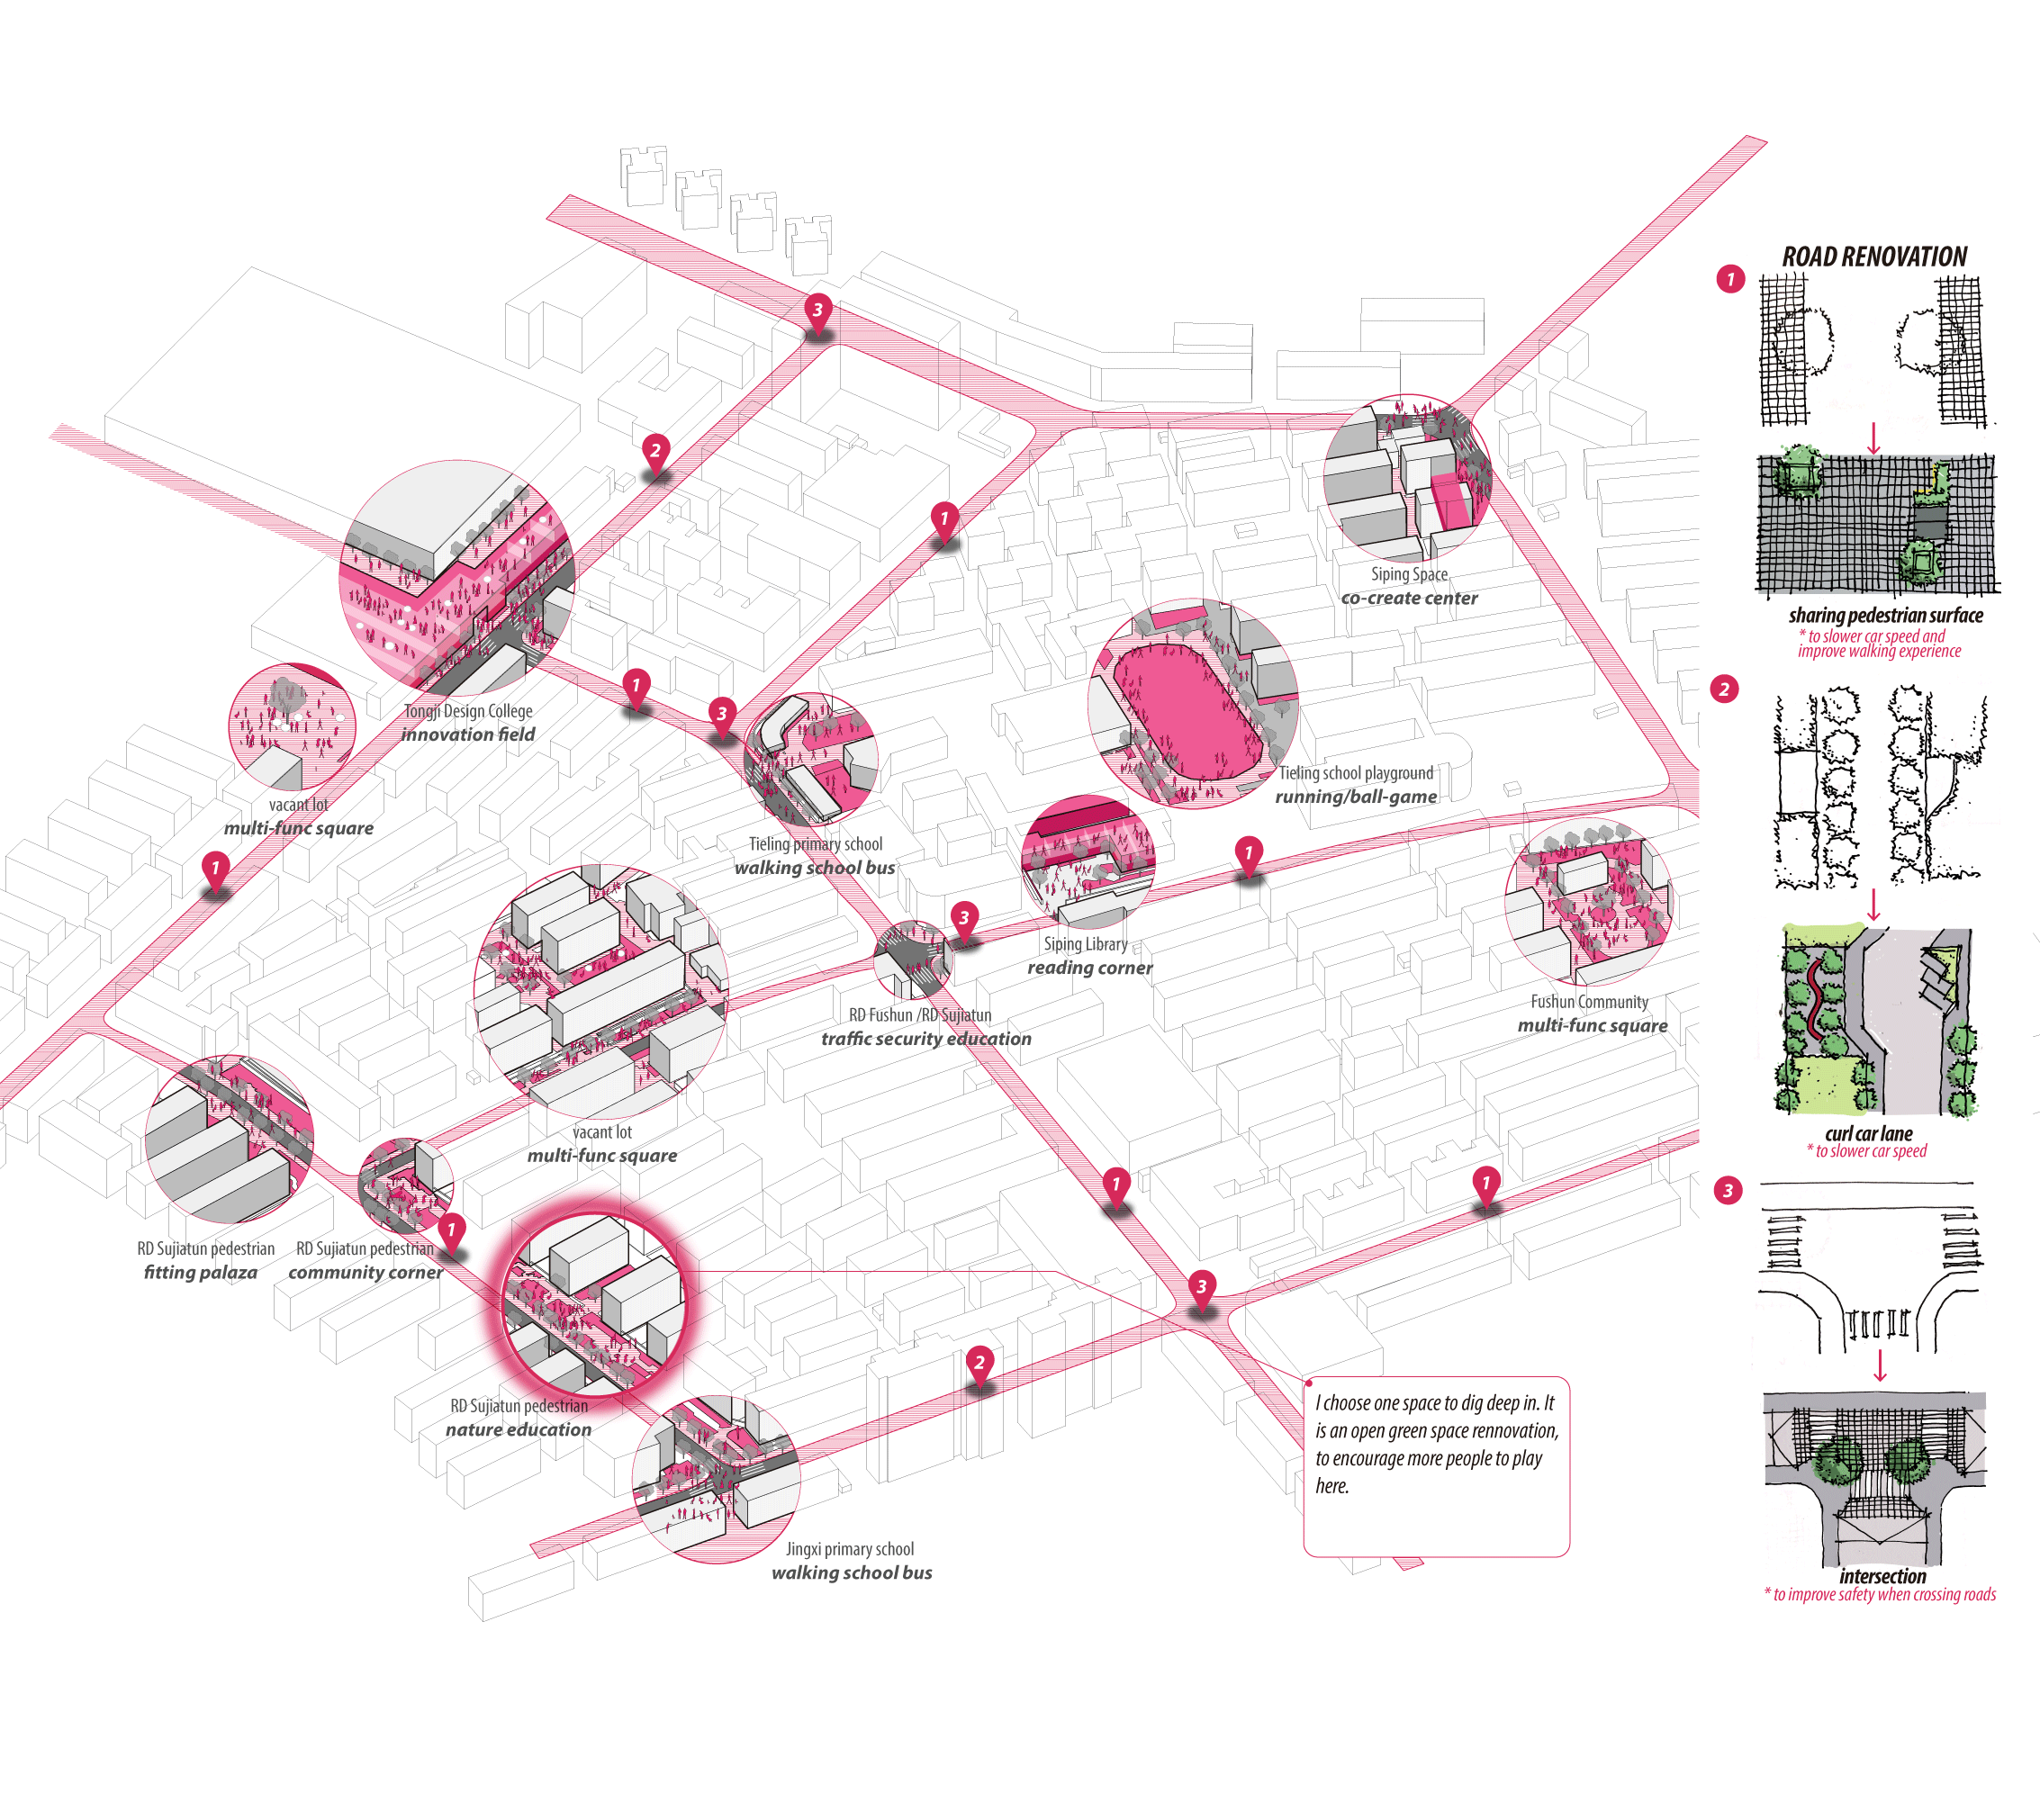 3
2
1
Siping Space
co-create center
Tongji Design College
innovation field
1
3
vacant lot
multi-func square
Tieling school playground
running/ball-game
Tieling primary school
walking school bus
1
1
3
Siping Library
reading corner
RD Fushun /RD Sujiatun
traffic security education
Fushun Community
multi-func square
vacant lot
multi-func square
1
1
1
RD Sujiatun pedestrian
fitting palaza
RD Sujiatun pedestrian
community corner
3
2
RD Sujiatun pedestrian
nature education
I choose one space to dig deep in. It
is an open green space rennovation,
to encourage more people to play
here.
Jingxi primary school
walking school bus
ROAD RENOVATION
1
sharing pedestrian surface
* to slower car speed and
improve walking experience
2
curl car lane
* to slower car speed
3
intersection
* to improve safety when crossing roads